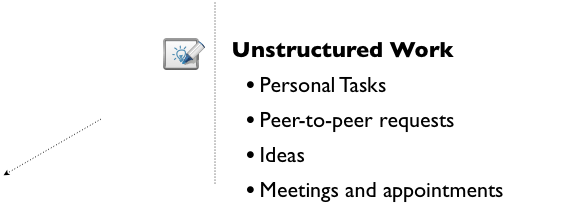 Unstructured Work
• Personal Tasks
• Peer-to-peer requests
• Ideas
• Meetings and appointments